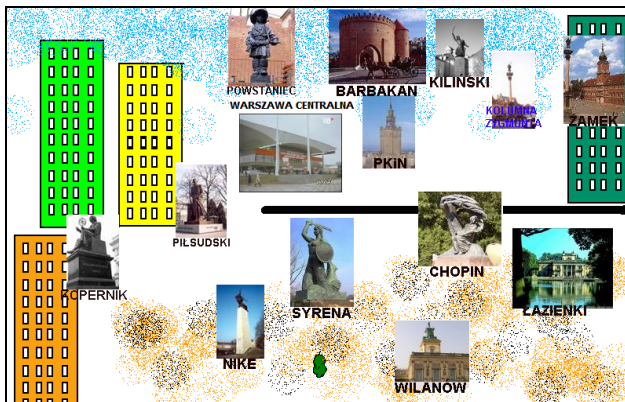 POWSTANIEC
BARBAKAN
KILIŃSKI
KOLUMNA
ZYGMUNTA
ZAMEK
WARSZAWA CENTRALNA
PKiN
PIŁSUDSKI
KOPERNIK
SYRENA
CHOPIN
ŁAZIENKI
NIKE
WILANÓW